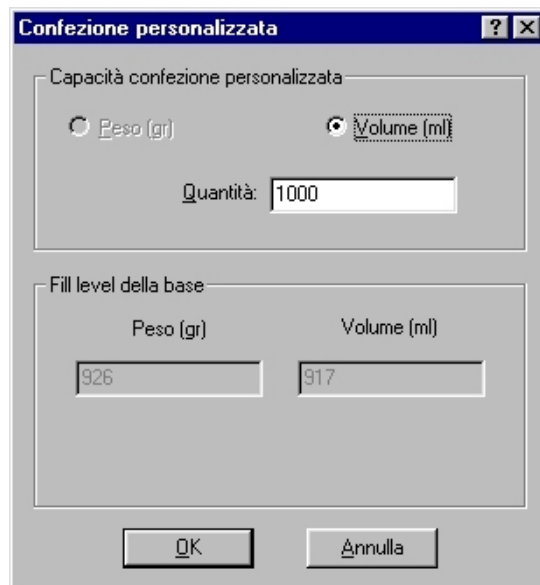 Confezione personalizzata
Capacità confezione personalizzata
Peso (gr) Volume (ml)
Quantità: 1000
Fill level della base
Peso (gr) Volume (ml)
926 917
OK Annulla